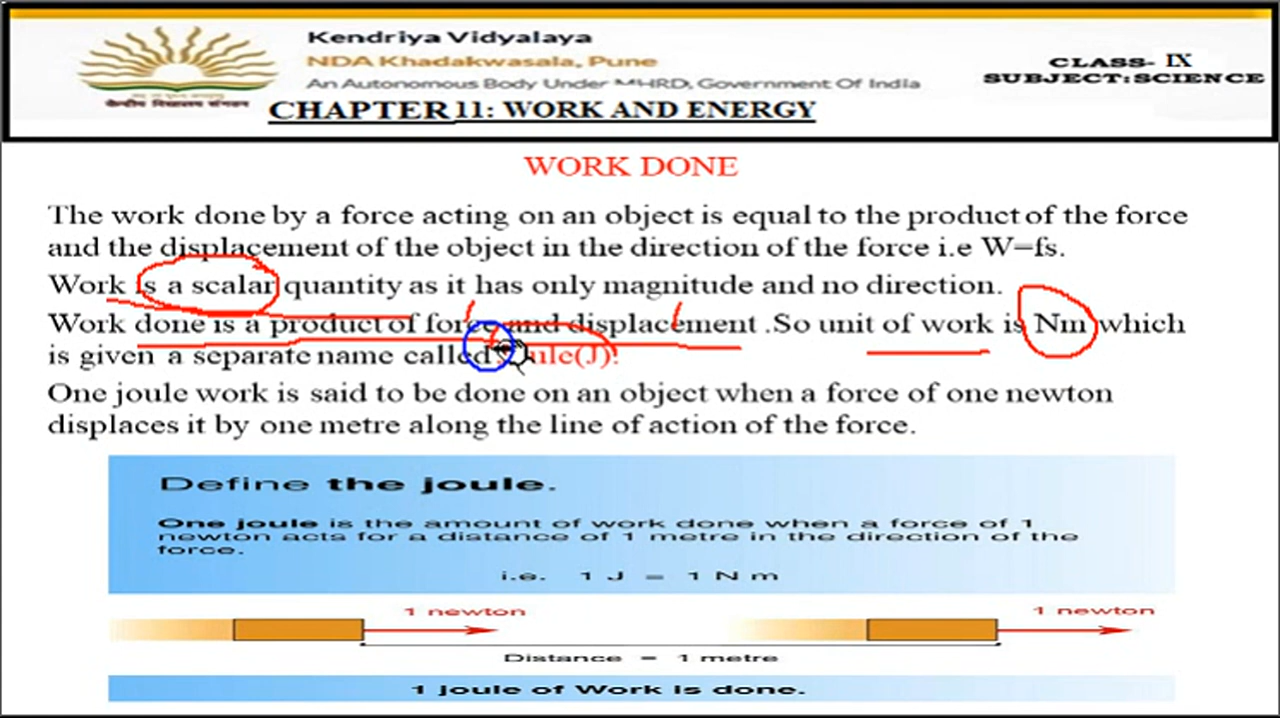 Kendriya Vidyalaya
NDA Khadakwasala, Pune
An Autonomous Body Under MHRD, Government Of India
CLASS- IX
SUBJECT:SCIENCE
केन्द्रीय विद्यालय संगठन
CHAPTER 11: WORK AND ENERGY
WORK DONE
The work done by a force acting on an object is equal to the product of the force
and the displacement of the object in the direction of the force i.e W=fs.
Work is a scalar quantity as it has only magnitude and no direction.
Work done is a product of force and displacement .So unit of work is Nm which
is given a separate name called Joule(J).
One joule work is said to be done on an object when a force of one newton
displaces it by one metre along the line of action of the force.
Define the joule.
One joule is the amount of work done when a force of 1
newton acts for a distance of 1 metre in the direction of the
force.
i.e. 1 J = 1 N m
1 newton
1 newton
Distance = 1 metre
1 joule of Work is done.